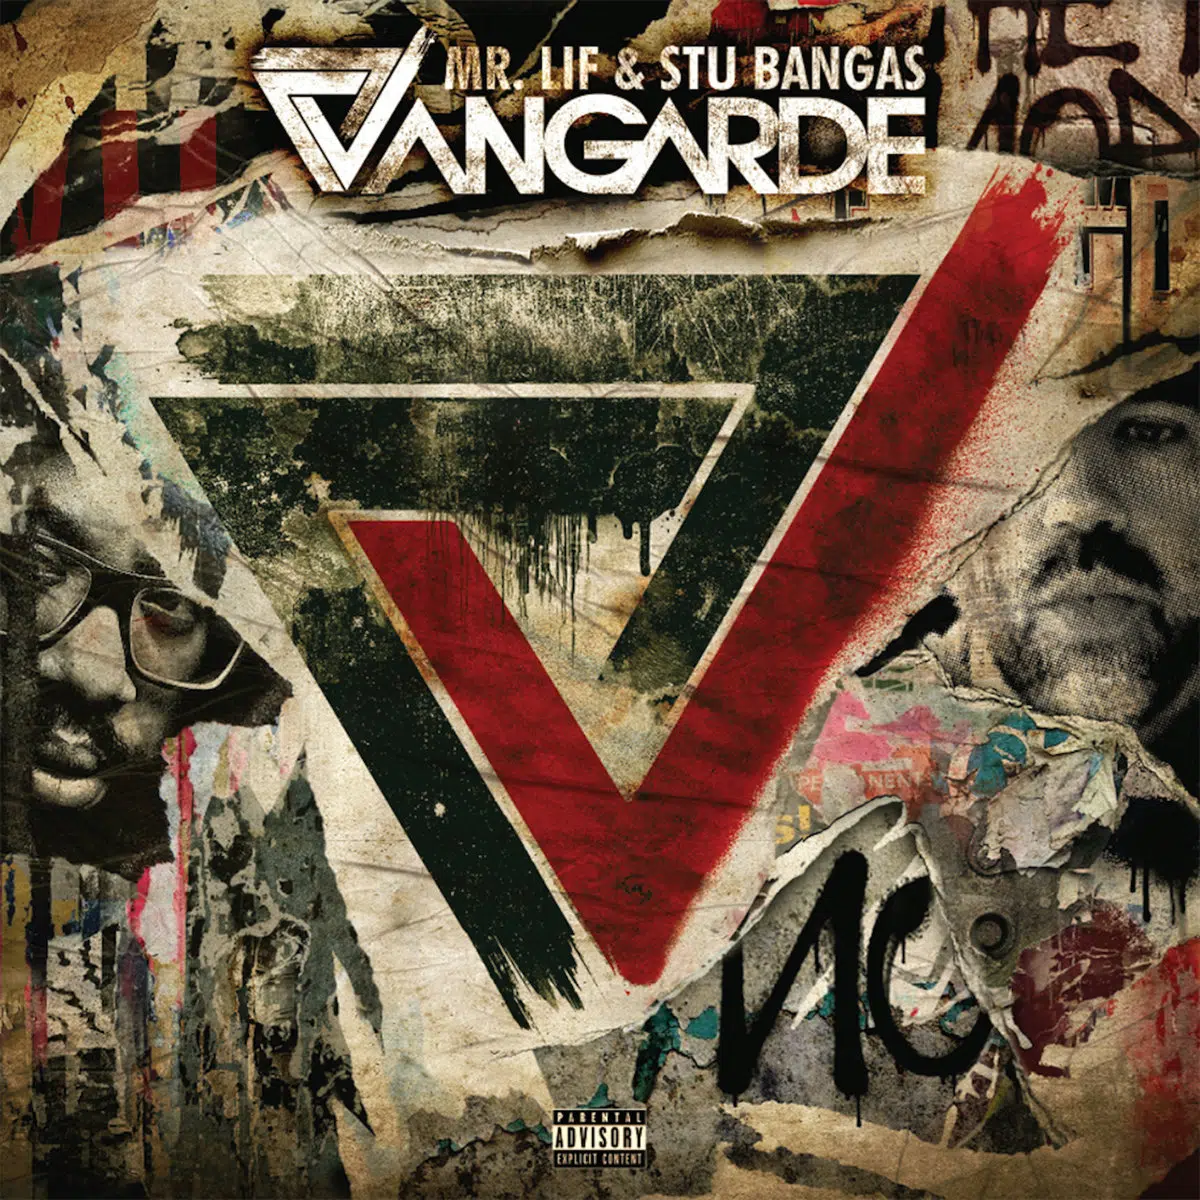 MR. LIF & STU BANGAS
VANGARDE
PARENTAL
ADVISORY
EXPLICIT CONTENT